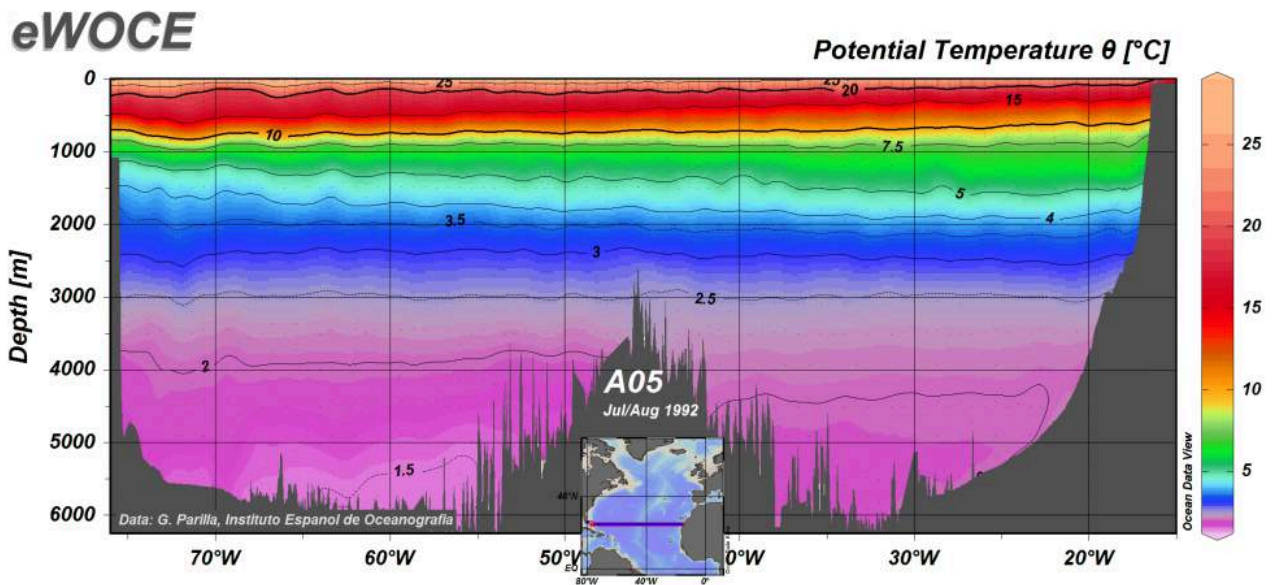 eWOCE
Potential Temperature θ [°C]
0
1000
2000
3000
4000
5000
6000
Depth [m]
25
20
15
10
7.5
5
4
3.5
3
2.5
2
1.5
A05
Jul/Aug 1992
Data: G. Parilla, Instituto Espanol de Oceanografia
40°N
EQ
80°W
40°W
0°
70°W
60°W
50°W
0°W
30°W
20°W
Ocean Data View
25
20
15
10
5